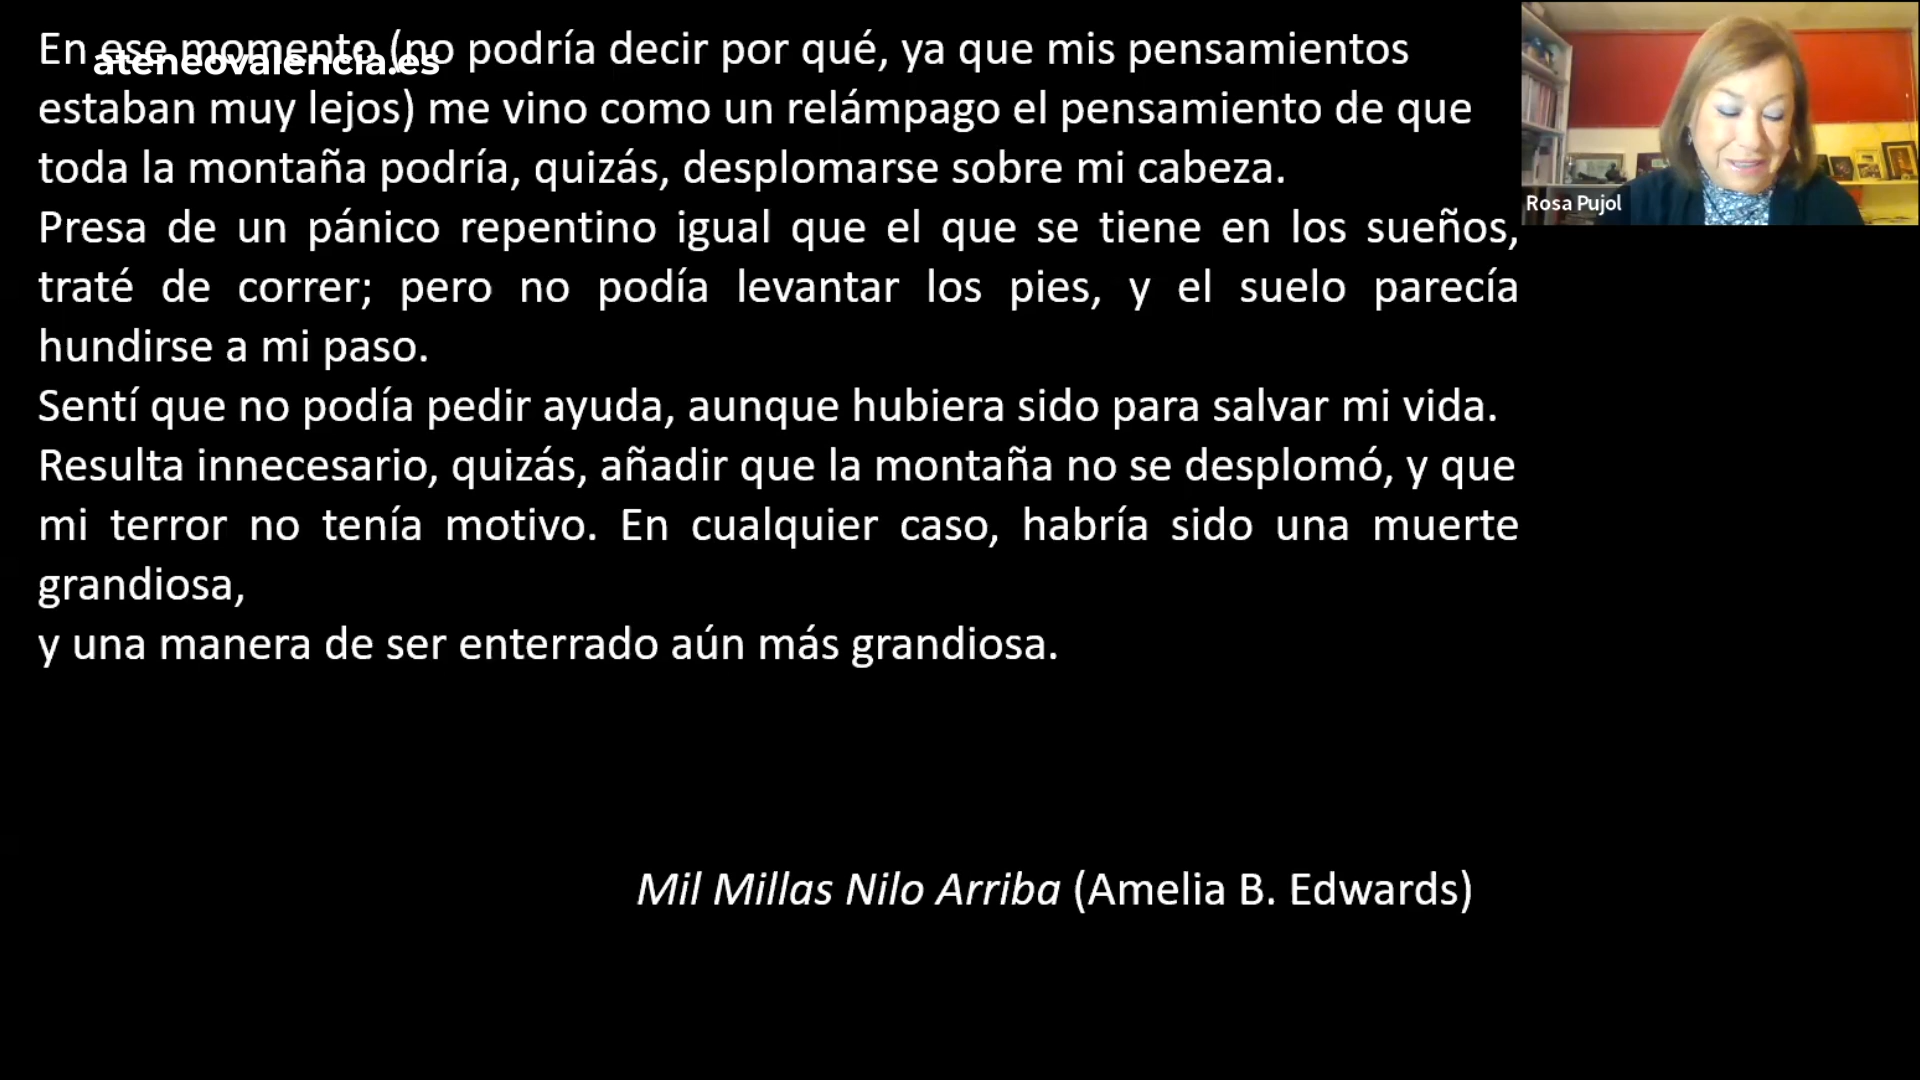 En ese momento (no podría decir por qué, ya que mis pensamientos
ateneovalencia.es
estaban muy lejos) me vino como un relámpago el pensamiento de que
toda la montaña podría, quizás, desplomarse sobre mi cabeza.
Presa de un pánico repentino igual que el que se tiene en los sueños,
traté de correr; pero no podía levantar los pies, y el suelo parecía
hundirse a mi paso.
Sentí que no podía pedir ayuda, aunque hubiera sido para salvar mi vida.
Resulta innecesario, quizás, añadir que la montaña no se desplomó, y que
mi terror no tenía motivo. En cualquier caso, habría sido una muerte
grandiosa,
y una manera de ser enterrado aún más grandiosa.
Mil Millas Nilo Arriba (Amelia B. Edwards)
Rosa Pujol